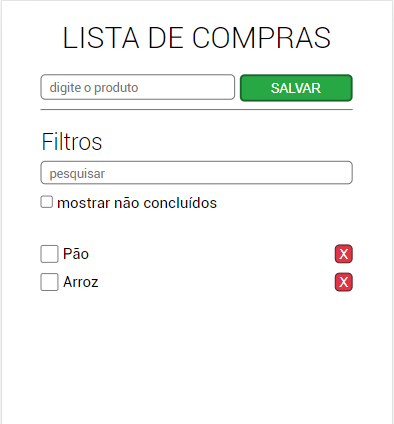 LISTA DE COMPRAS
digite o produto SALVAR
Filtros
pesquisar
mostrar não concluídos
Pão X
Arroz X